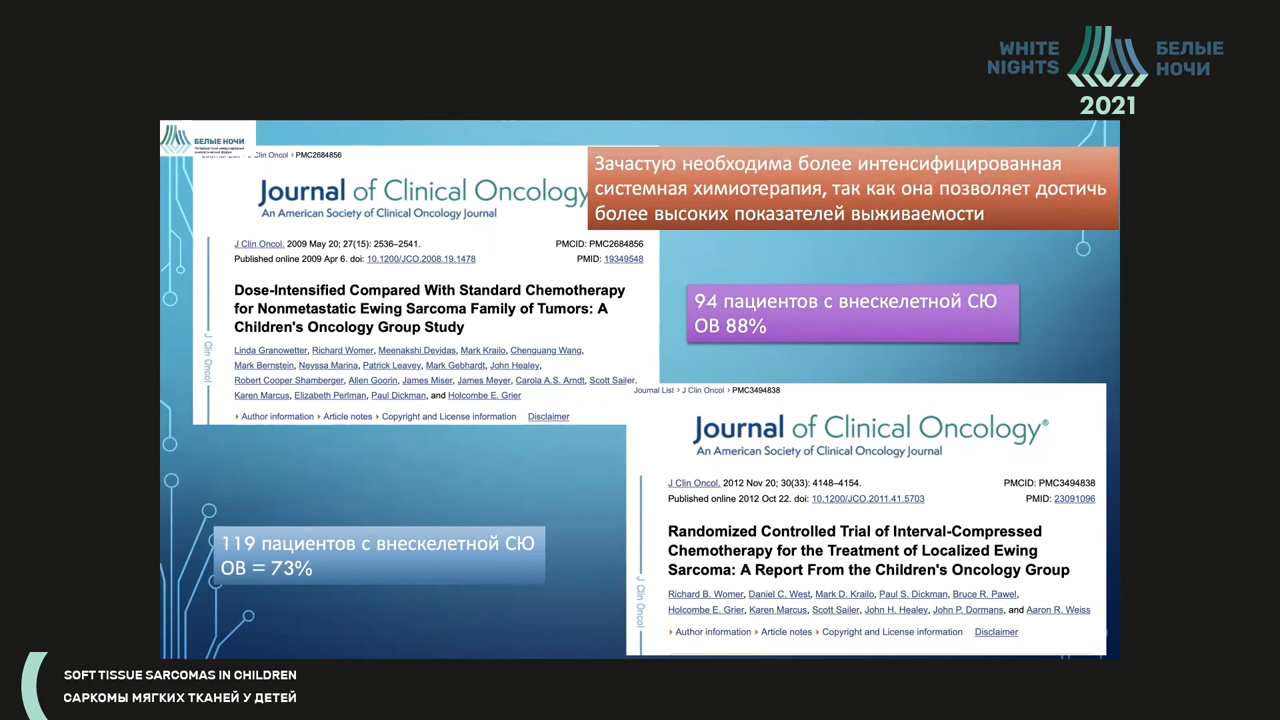 WHITE NIGHTS
БЕЛЫЕ НОЧИ
2021
БЕЛЫЕ НОЧИ
Clin Oncol › PMC2684856
Journal of Clinical Oncology
An American Society of Clinical Oncology Journal
Зачастую необходима более интенсифицированная
системная химиотерапия, так как она позволяет достичь
более высоких показателей выживаемости
J Clin Oncol. 2009 May 20; 27(15): 2536–2541.
PMCID: PMC2684856
Published online 2009 Apr 6. doi: 10.1200/JCO.2008.19.1478
PMID: 19349548
Dose-Intensified Compared With Standard Chemotherapy
for Nonmetastatic Ewing Sarcoma Family of Tumors: A
Children's Oncology Group Study
J Clin Oncol
Linda Granowetter, Richard Womer, Meenakshi Devidas, Mark Krailo, Chenguang Wang,
Mark Bernstein, Neyssa Marina, Patrick Leavey, Mark Gebhardt, John Healey,
Robert Cooper Shamberger, Allen Goorin, James Miser, James Meyer, Carola A.S. Arndt, Scott Sailer,
Karen Marcus, Elizabeth Perlman, Paul Dickman, and Holcombe E. Grier
Author information Article notes Copyright and License information Disclaimer
94 пациентов с внескелетной СЮ
ОВ 88%
Journal List › J Clin Oncol › PMC3494838
Journal of Clinical Oncology®
An American Society of Clinical Oncology Journal
J Clin Oncol. 2012 Nov 20; 30(33): 4148–4154.
PMCID: PMC3494838
Published online 2012 Oct 22. doi: 10.1200/JCO.2011.41.5703
PMID: 23091096
Randomized Controlled Trial of Interval-Compressed
Chemotherapy for the Treatment of Localized Ewing
Sarcoma: A Report From the Children's Oncology Group
J Clin Oncol
Richard B. Womer, Daniel C. West, Mark D. Krailo, Paul S. Dickman, Bruce R. Pawel,
Holcombe E. Grier, Karen Marcus, Scott Sailer, John H. Healey, John P. Dormans, and Aaron R. Weiss
Author information Article notes Copyright and License information Disclaimer
119 пациентов с внескелетной СЮ
ОВ = 73%
SOFT TISSUE SARCOMAS IN CHILDREN
САРКОМЫ МЯГКИХ ТКАНЕЙ У ДЕТЕЙ